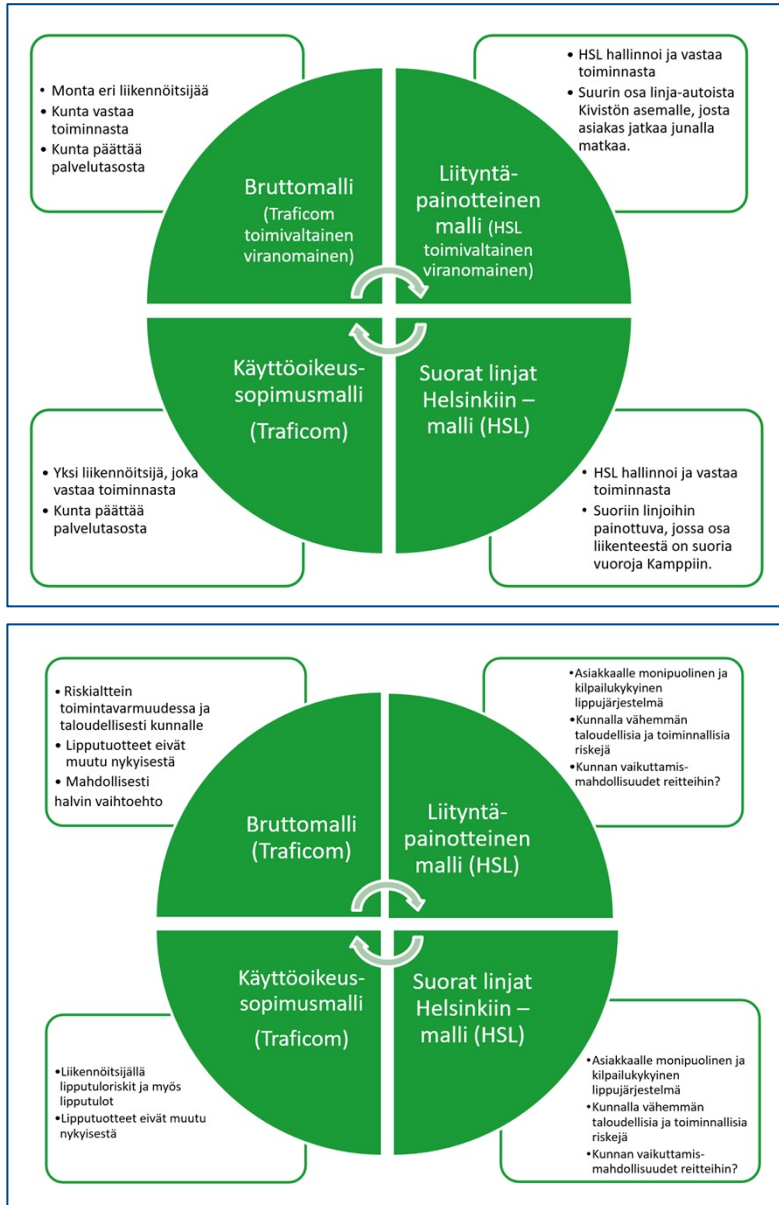 • Monta eri liikennöitsijää
• Kunta vastaa
toiminnasta
• Kunta päättää
palvelutasosta
• HSL hallinnoi ja vastaa
toiminnasta
• Suurin osa linja-autoista
Kivistön asemalle, josta
asiakas jatkaa junalla
matkaa.
Bruttomalli
(Traficom
toimivaltainen
viranomainen)
Liityntä-
painotteinen
malli (HSL
toimivaltainen
viranomainen)
Käyttöoikeus-
sopimusmalli
(Traficom)
Suorat linjat
Helsinkiin –
malli (HSL)
• Yksi liikennöitsijä, joka
vastaa toiminnasta
• Kunta päättää
palvelutasosta
• HSL hallinnoi ja vastaa
toiminnasta
• Suoriin linjoihin
painottuva, jossa osa
liikenteestä on suoria
vuoroja Kamppiin.
• Riskialttein
toimintavarmuudessa ja
taloudellisesti kunnalle
• Lipputuotteet eivät
muutu nykyisestä
• Mahdollisesti
halvin vaihtoehto
•Asiakkaalle monipuolinen ja
kilpailukykyinen
lippujärjestelmä
•Kunnalla vähemmän
taloudellisia ja toiminnallisia
riskejä
•Kunnan vaikuttamis-
mahdollisuudet reitteihin?
Bruttomalli
(Traficom)
Liityntä-
painotteinen
malli (HSL)
Käyttöoikeus-
sopimusmalli
(Traficom)
Suorat linjat
Helsinkiin –
malli (HSL)
•Liikennöitsijällä
lipputuloriskit ja myös
lipputulot
•Lipputuotteet eivät muutu
nykyisestä
•Asiakkaalle monipuolinen ja
kilpailukykyinen
lippujärjestelmä
•Kunnalla vähemmän
taloudellisia ja toiminnallisia
riskejä
•Kunnan vaikuttamis-
mahdollisuudet reitteihin?